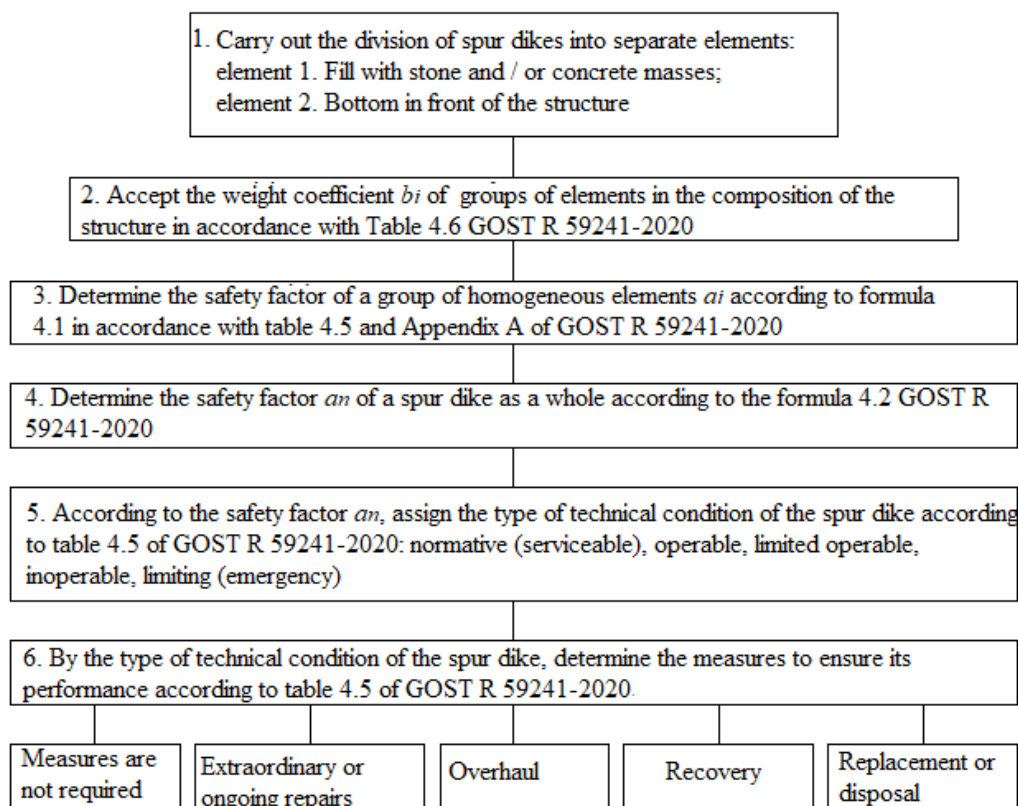 1. Carry out the division of spur dikes into separate elements:
element 1. Fill with stone and / or concrete masses;
element 2. Bottom in front of the structure
2. Accept the weight coefficient bi of groups of elements in the composition of the
structure in accordance with Table 4.6 GOST R 59241-2020
3. Determine the safety factor of a group of homogeneous elements ai according to formula
4.1 in accordance with table 4.5 and Appendix A of GOST R 59241-2020
4. Determine the safety factor an of a spur dike as a whole according to the formula 4.2 GOST R
59241-2020
5. According to the safety factor an, assign the type of technical condition of the spur dike according
to table 4.5 of GOST R 59241-2020: normative (serviceable), operable, limited operable,
inoperable, limiting (emergency)
6. By the type of technical condition of the spur dike, determine the measures to ensure its
performance according to table 4.5 of GOST R 59241-2020.
Measures are
not required
Extraordinary or
ongoing repairs
Overhaul
Recovery
Replacement or
disposal